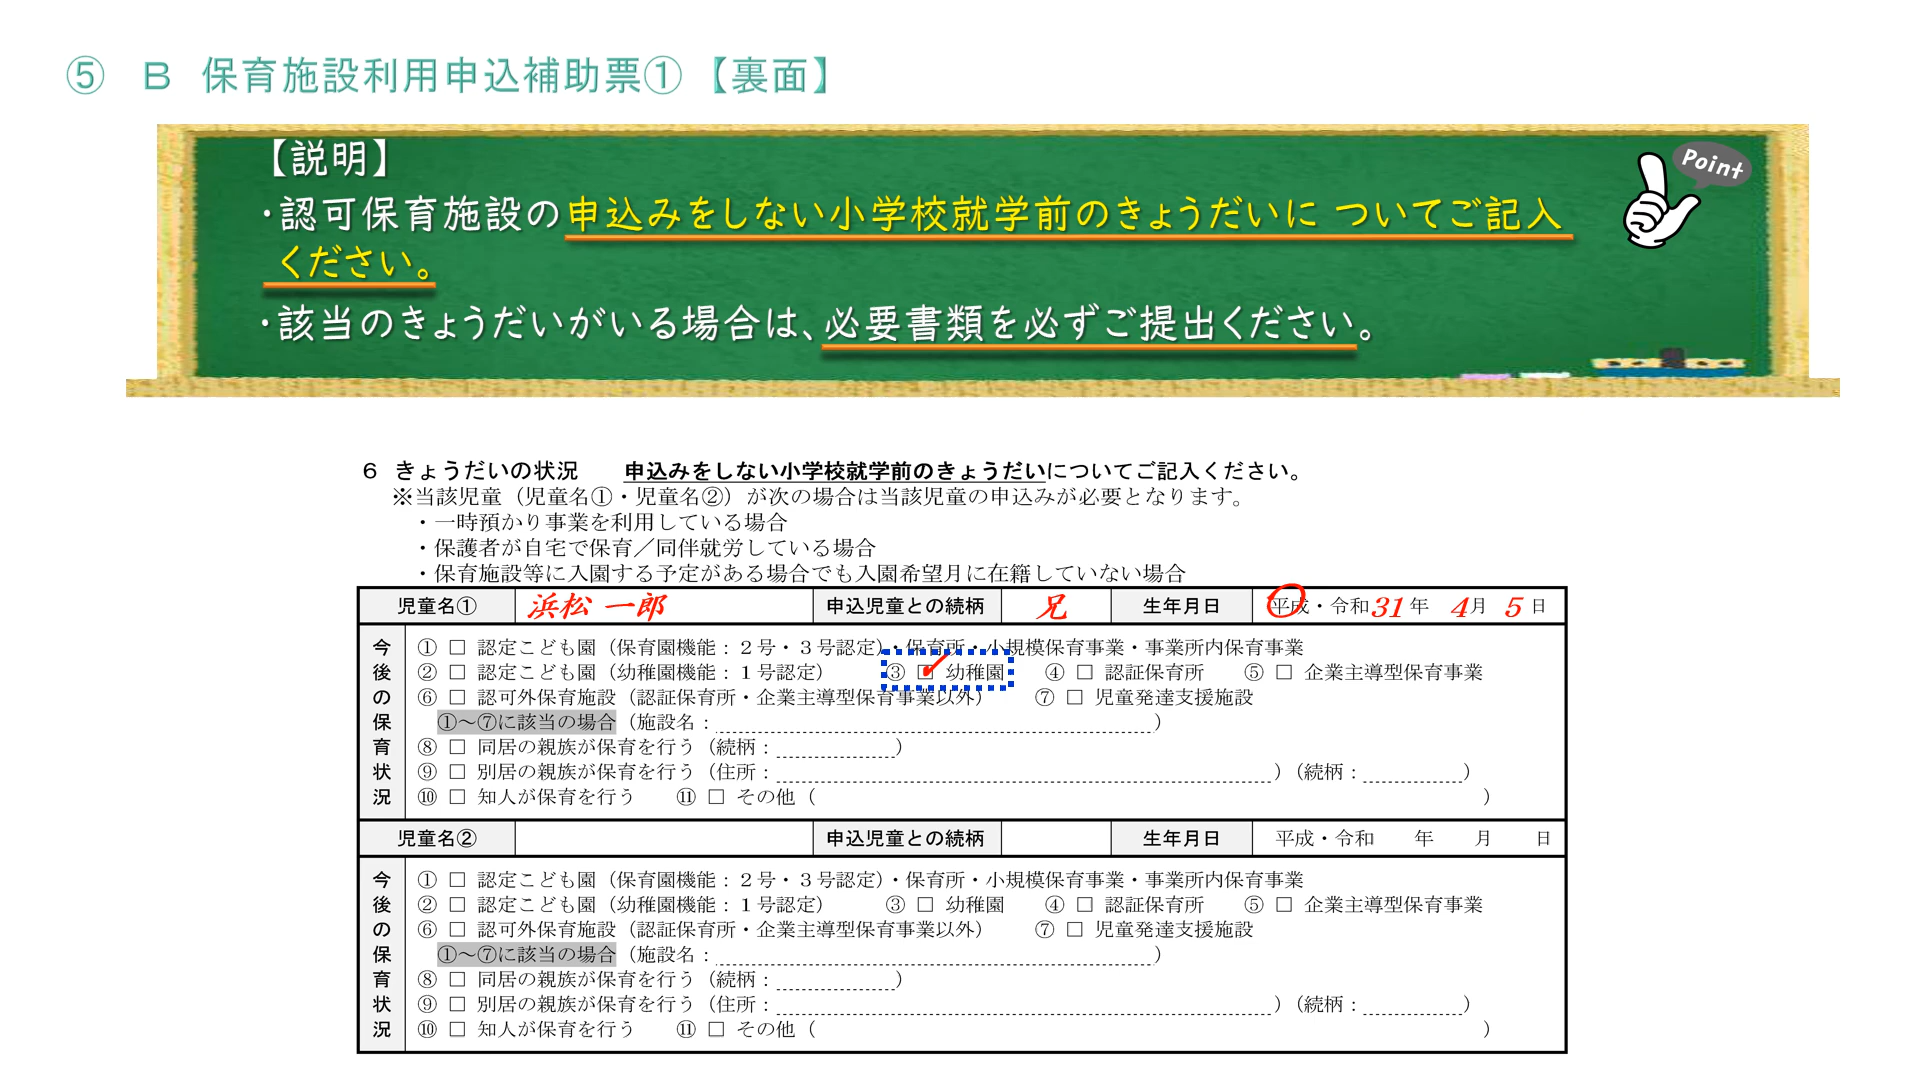 ⑤　B　保育施設利用申込補助票①【裏面】
【説明】
Point
・認可保育施設の申込みをしない小学校就学前のきょうだいに ついてご記入
ください。
・該当のきょうだいがいる場合は、必要書類を必ずご提出ください。
６　きょうだいの状況　　申込みをしない小学校就学前のきょうだいについてご記入ください。
※当該児童（児童名①・児童名②）が次の場合は当該児童の申込みが必要となります。
・一時預かり事業を利用している場合
・保護者が自宅で保育／同伴就労している場合
・保育施設等に入園する予定がある場合でも入園希望月に在籍していない場合
児童名①　浜松 一郎　申込児童との続柄　兄　生年月日　平成・令和31年 4月 5日
今後の保育状況
① □ 認定こども園（保育園機能：２号・３号認定）・保育所・小規模保育事業・事業所内保育事業
② □ 認定こども園（幼稚園機能：１号認定）　③ ☑ 幼稚園　④ □ 認証保育所　⑤ □ 企業主導型保育事業
⑥ □ 認可外保育施設（認証保育所・企業主導型保育事業以外）　⑦ □ 児童発達支援施設
①～⑦に該当の場合（施設名：　　　）
⑧ □ 同居の親族が保育を行う（続柄：　　　）
⑨ □ 別居の親族が保育を行う（住所：　　　）（続柄：　　　）
⑩ □ 知人が保育を行う　⑪ □ その他（　　　）
児童名②　申込児童との続柄　生年月日　平成・令和　　年　　月　　日
今後の保育状況
① □ 認定こども園（保育園機能：２号・３号認定）・保育所・小規模保育事業・事業所内保育事業
② □ 認定こども園（幼稚園機能：１号認定）　③ □ 幼稚園　④ □ 認証保育所　⑤ □ 企業主導型保育事業
⑥ □ 認可外保育施設（認証保育所・企業主導型保育事業以外）　⑦ □ 児童発達支援施設
①～⑦に該当の場合（施設名：　　　）
⑧ □ 同居の親族が保育を行う（続柄：　　　）
⑨ □ 別居の親族が保育を行う（住所：　　　）（続柄：　　　）
⑩ □ 知人が保育を行う　⑪ □ その他（　　　）